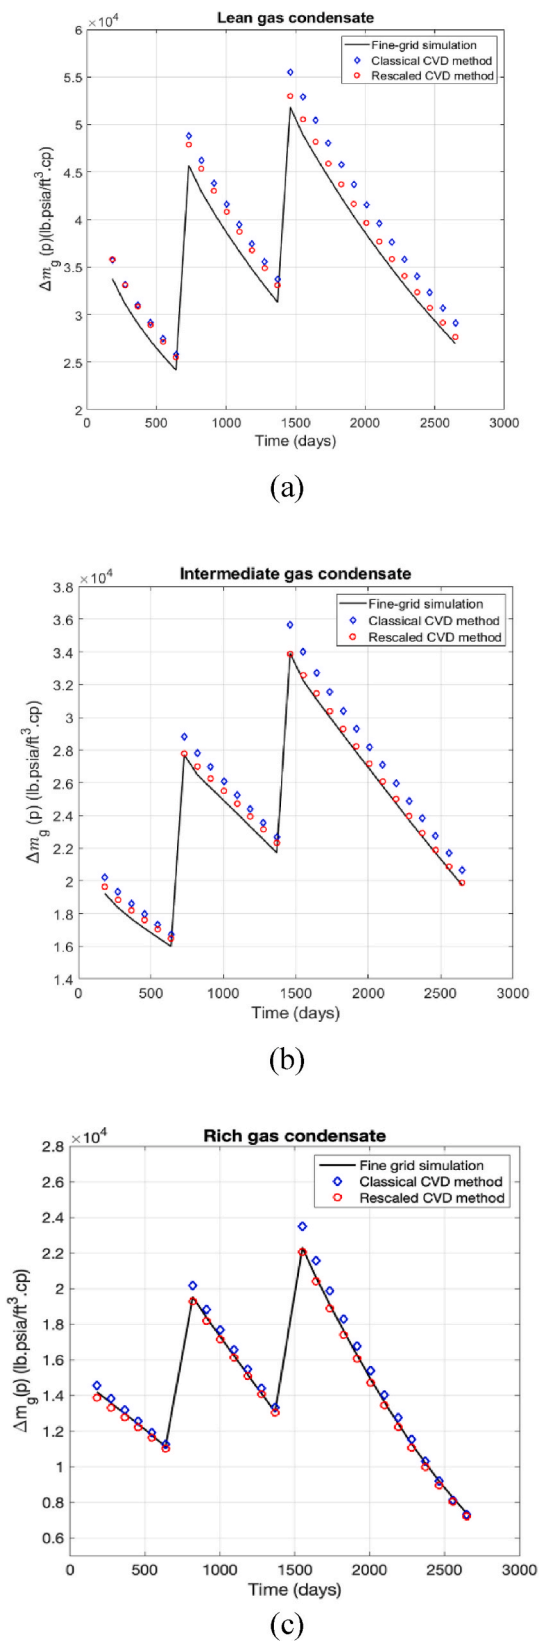 Lean gas condensate
×10⁴
6
5.5
5
4.5
4
3.5
3
2.5
2
Δm_g (p)(lb.psia/ft³.cp)
Fine-grid simulation
Classical CVD method
Rescaled CVD method
0 500 1000 1500 2000 2500 3000
Time (days)
(a)
Intermediate gas condensate
×10⁴
3.8
3.6
3.4
3.2
3
2.8
2.6
2.4
2.2
2
1.8
1.6
1.4
Δm_g (p) (lb.psia/ft³.cp)
Fine-grid simulation
Classical CVD method
Rescaled CVD method
0 500 1000 1500 2000 2500 3000
Time (days)
(b)
Rich gas condensate
×10⁴
2.8
2.6
2.4
2.2
2
1.8
1.6
1.4
1.2
1
0.8
0.6
Δm_g(p) (lb.psia/ft³.cp)
Fine grid simulation
Classical CVD method
Rescaled CVD method
0 500 1000 1500 2000 2500 3000
Time (days)
(c)